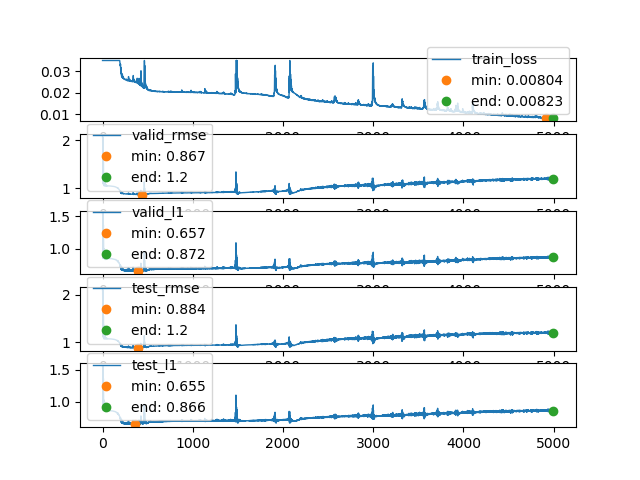 0.03
0.02
0.01
train_loss
min: 0.00804
end: 0.00823
2
1
valid_rmse
min: 0.867
end: 1.2
1.5
1.0
valid_l1
min: 0.657
end: 0.872
2
1
test_rmse
min: 0.884
end: 1.2
1.5
1.0
test_l1
min: 0.655
end: 0.866
0 1000 2000 3000 4000 5000